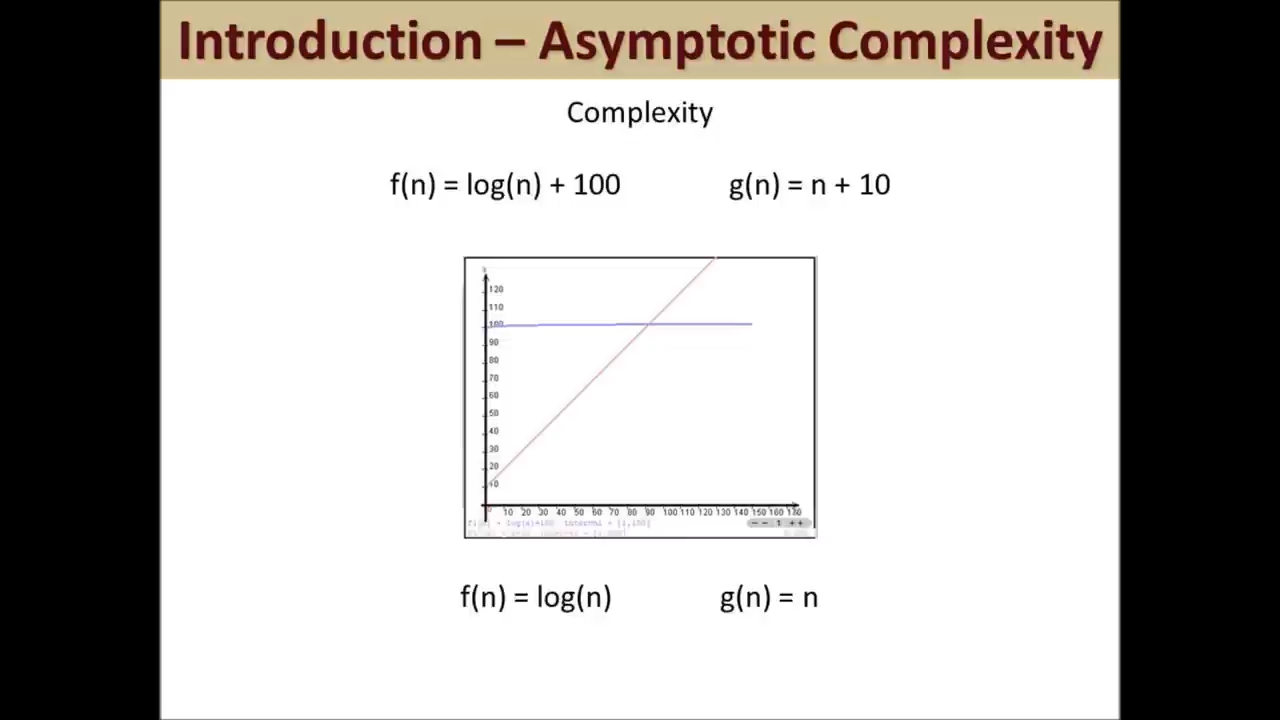 Introduction – Asymptotic Complexity
Complexity
f(n) = log(n) + 100 g(n) = n + 10
120
110
100
90
80
70
60
50
40
30
20
10
10 20 30 40 50 60 70 80 90 100 110 120 130 140 150 160 170
-- 1 ++
f(n) = log(n) g(n) = n